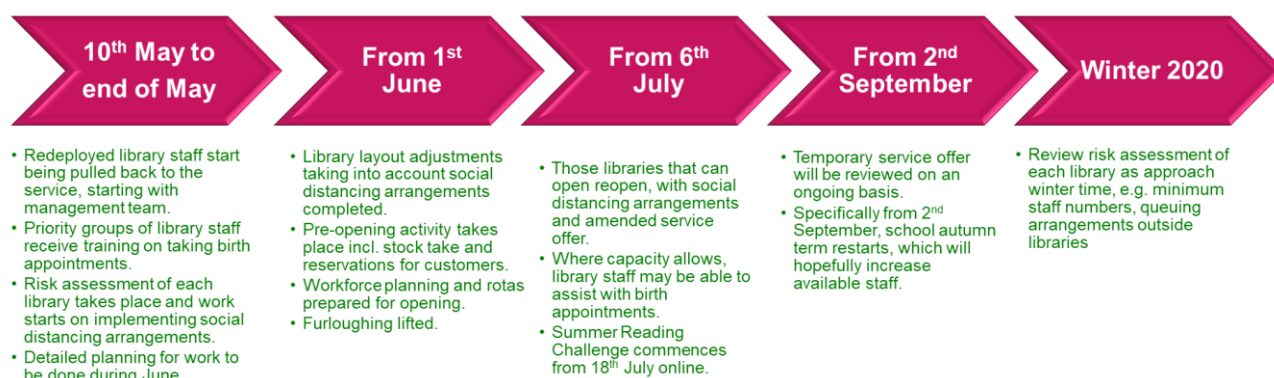 10th May to
end of May
From 1st
June
From 6th
July
From 2nd
September
Winter 2020
• Redeployed library staff start
being pulled back to the
service, starting with
management team.
• Priority groups of library staff
receive training on taking birth
appointments.
• Risk assessment of each
library takes place and work
starts on implementing social
distancing arrangements.
• Detailed planning for work to
be done during June
• Library layout adjustments
taking into account social
distancing arrangements
completed.
• Pre-opening activity takes
place incl. stock take and
reservations for customers.
• Workforce planning and rotas
prepared for opening.
• Furloughing lifted.
• Those libraries that can
open reopen, with social
distancing arrangements
and amended service
offer.
• Where capacity allows,
library staff may be able to
assist with birth
appointments.
• Summer Reading
Challenge commences
from 18th July online.
• Temporary service offer
will be reviewed on an
ongoing basis.
• Specifically from 2nd
September, school autumn
term restarts, which will
hopefully increase
available staff.
• Review risk assessment of
each library as approach
winter time, e.g. minimum
staff numbers, queuing
arrangements outside
libraries